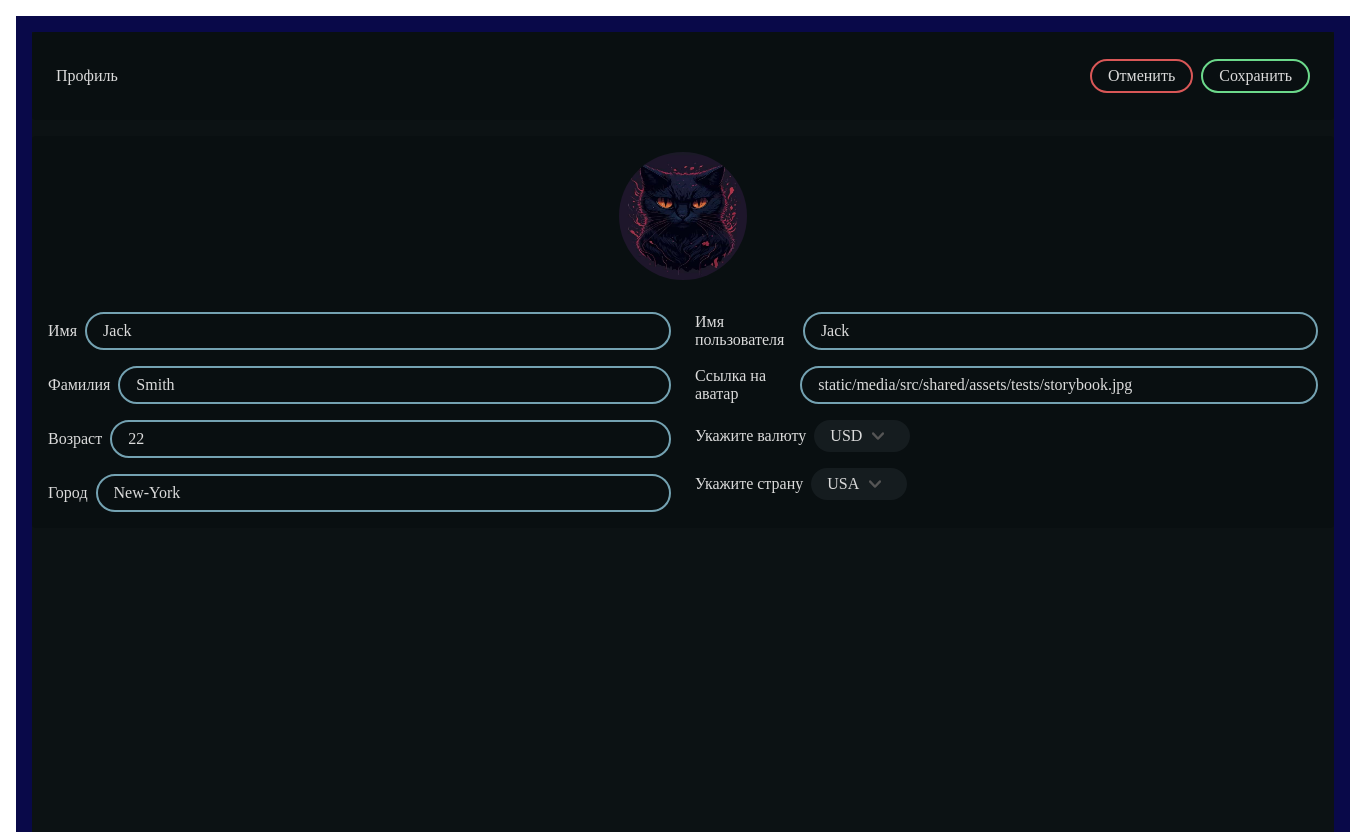 Профиль
Отменить
Сохранить
Имя
Jack
Фамилия
Smith
Возраст
22
Город
New-York
Имя
пользователя
Jack
Ссылка на
аватар
static/media/src/shared/assets/tests/storybook.jpg
Укажите валюту
USD
Укажите страну
USA